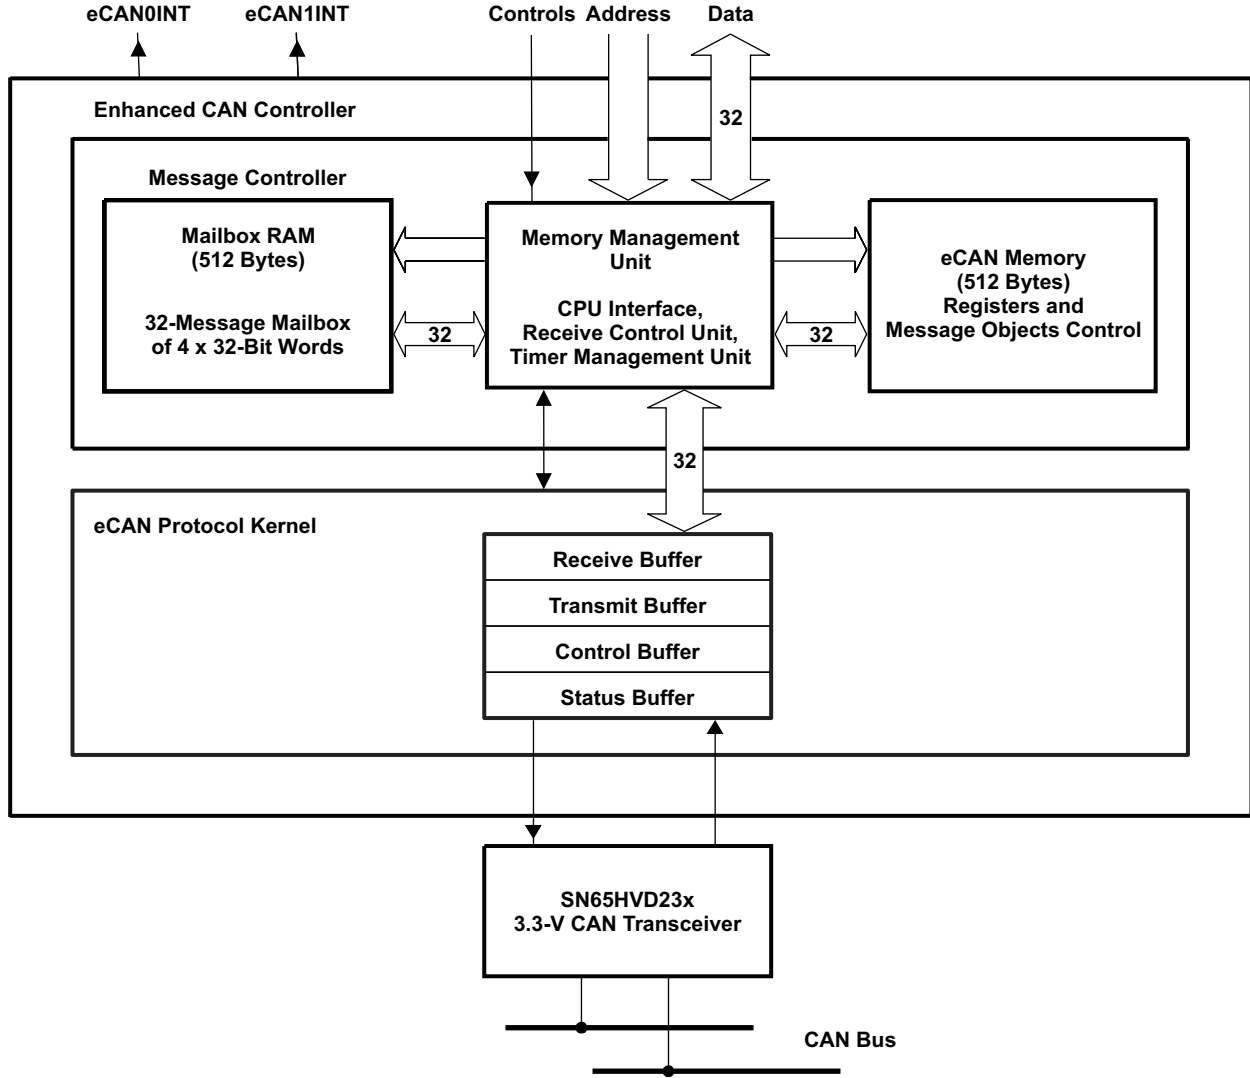 eCAN0INT
eCAN1INT
Controls
Address
Data
32
Enhanced CAN Controller
Message Controller
Mailbox RAM
(512 Bytes)
32-Message Mailbox
of 4 x 32-Bit Words
32
Memory Management
Unit
CPU Interface,
Receive Control Unit,
Timer Management Unit
32
eCAN Memory
(512 Bytes)
Registers and
Message Objects Control
32
eCAN Protocol Kernel
Receive Buffer
Transmit Buffer
Control Buffer
Status Buffer
SN65HVD23x
3.3-V CAN Transceiver
CAN Bus